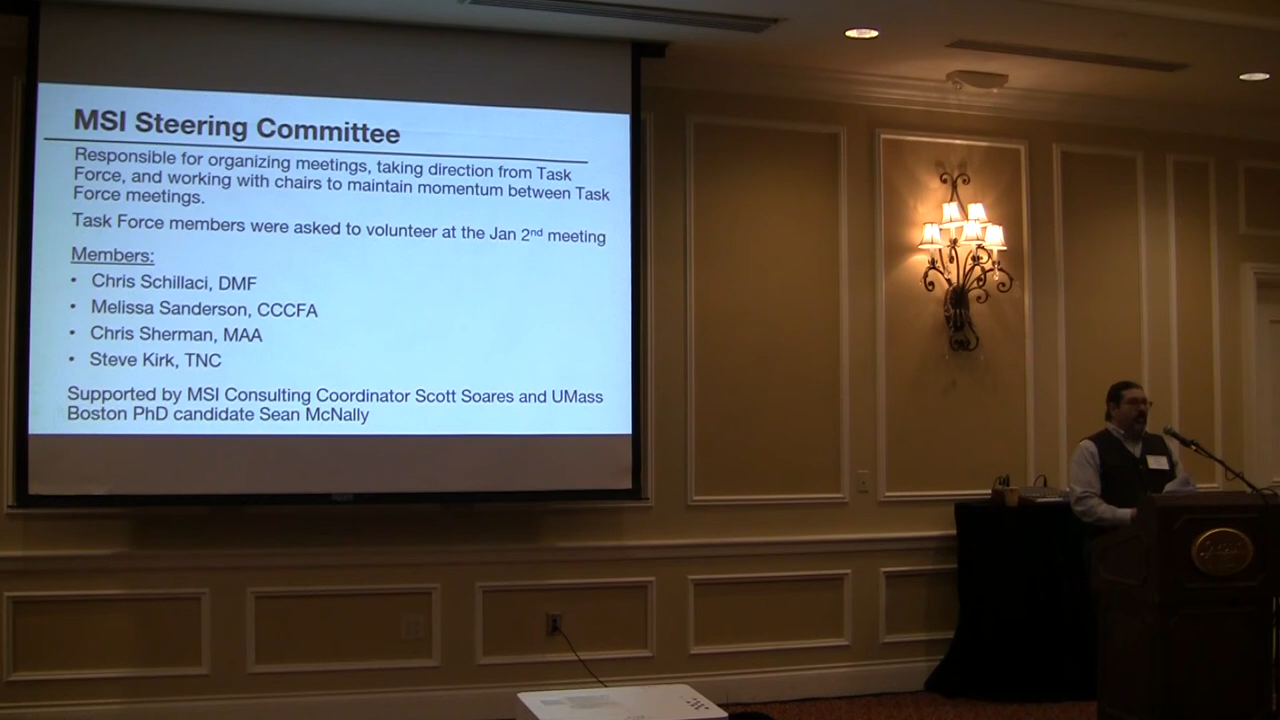 MSI Steering Committee
Responsible for organizing meetings, taking direction from Task
Force, and working with chairs to maintain momentum between Task
Force meetings.
Task Force members were asked to volunteer at the Jan 2nd meeting
Members:
• Chris Schillaci, DMF
• Melissa Sanderson, CCCFA
• Chris Sherman, MAA
• Steve Kirk, TNC
Supported by MSI Consulting Coordinator Scott Soares and UMass
Boston PhD candidate Sean McNally